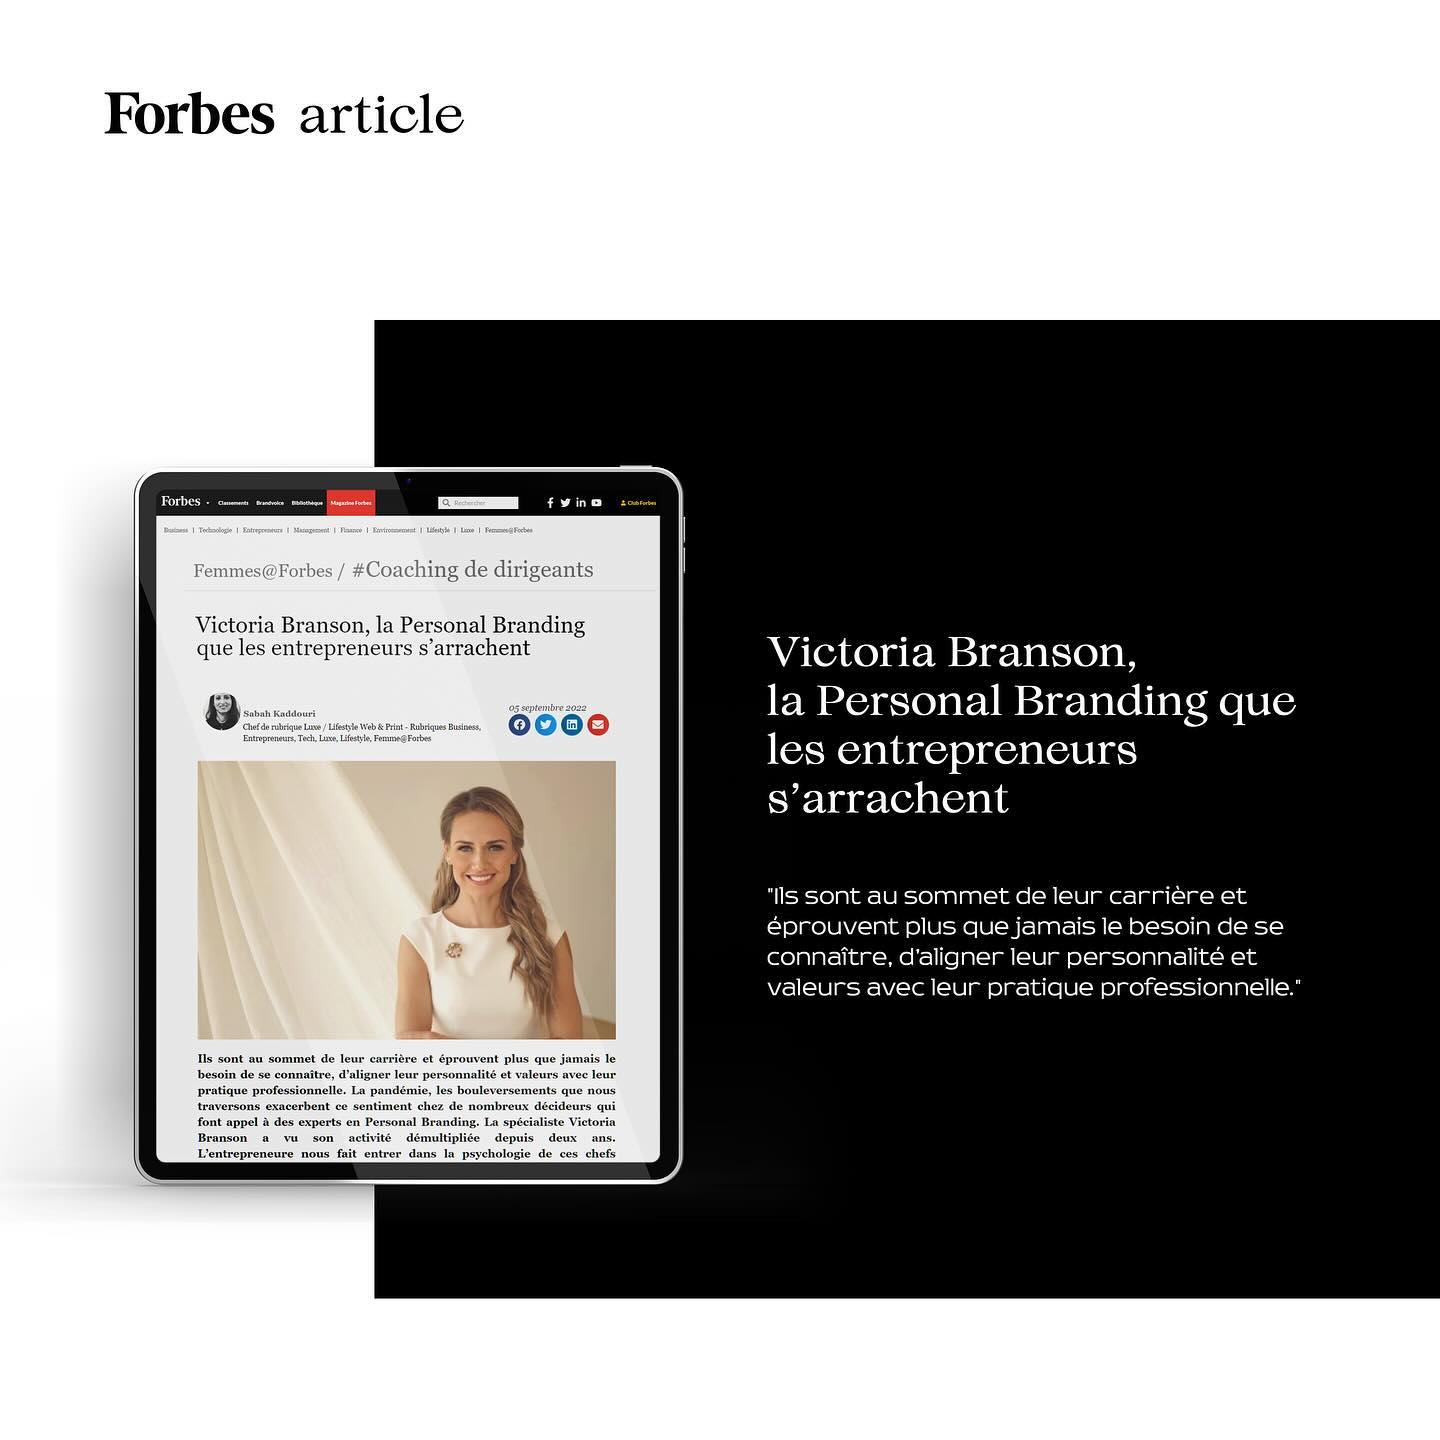 Forbes article
Forbes Classements Brandvoice Bibliothèque Magazine Forbes Rechercher Club Forbes
Business | Technologie | Entrepreneurs | Management | Finance | Environnement | Lifestyle | Luxe | Femmes@Forbes
Femmes@Forbes / #Coaching de dirigeants
Victoria Branson, la Personal Branding
que les entrepreneurs s’arrachent
Sabah Kaddouri
Chef de rubrique Luxe / Lifestyle Web & Print - Rubriques Business,
Entrepreneurs, Tech, Luxe, Lifestyle, Femme@Forbes
05 septembre 2022
Ils sont au sommet de leur carrière et éprouvent plus que jamais le
besoin de se connaître, d’aligner leur personnalité et valeurs avec leur
pratique professionnelle. La pandémie, les bouleversements que nous
traversons exacerbent ce sentiment chez de nombreux décideurs qui
font appel à des experts en Personal Branding. La spécialiste Victoria
Branson a vu son activité démultipliée depuis deux ans.
L’entrepreneure nous fait entrer dans la psychologie de ces chefs
Victoria Branson,
la Personal Branding que
les entrepreneurs
s’arrachent
"Ils sont au sommet de leur carrière et
éprouvent plus que jamais le besoin de se
connaître, d’aligner leur personnalité et
valeurs avec leur pratique professionnelle."